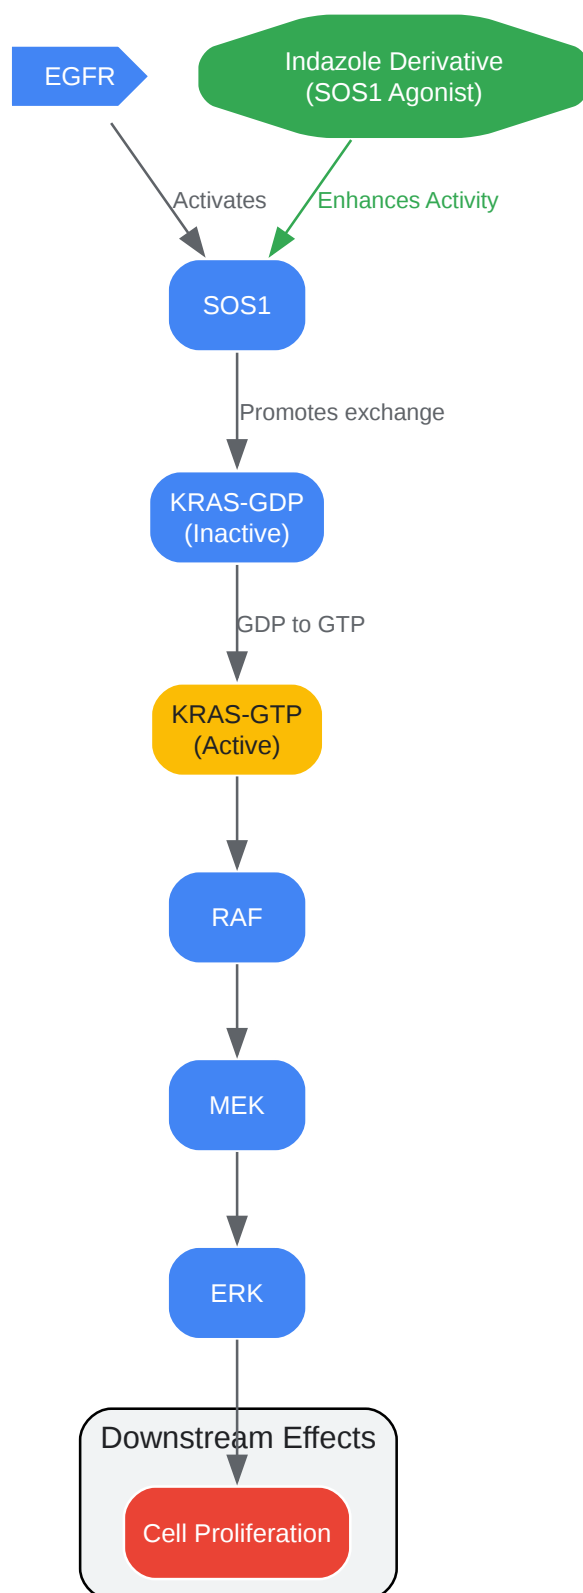 EGFR
Indazole Derivative
(SOS1 Agonist)
Activates
Enhances Activity
SOS1
Promotes exchange
KRAS-GDP
(Inactive)
GDP to GTP
KRAS-GTP
(Active)
RAF
MEK
ERK
Downstream Effects
Cell Proliferation